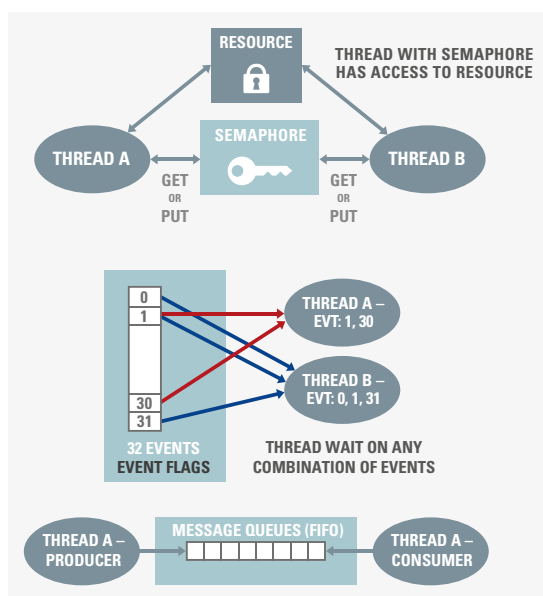 RESOURCE
THREAD WITH SEMAPHORE
HAS ACCESS TO RESOURCE
SEMAPHORE
THREAD A
THREAD B
GET
OR
PUT
GET
OR
PUT
0
1
30
31
32 EVENTS
EVENT FLAGS
THREAD A –
EVT: 1, 30
THREAD B –
EVT: 0, 1, 31
THREAD WAIT ON ANY
COMBINATION OF EVENTS
MESSAGE QUEUES (FIFO)
THREAD A –
PRODUCER
THREAD A –
CONSUMER